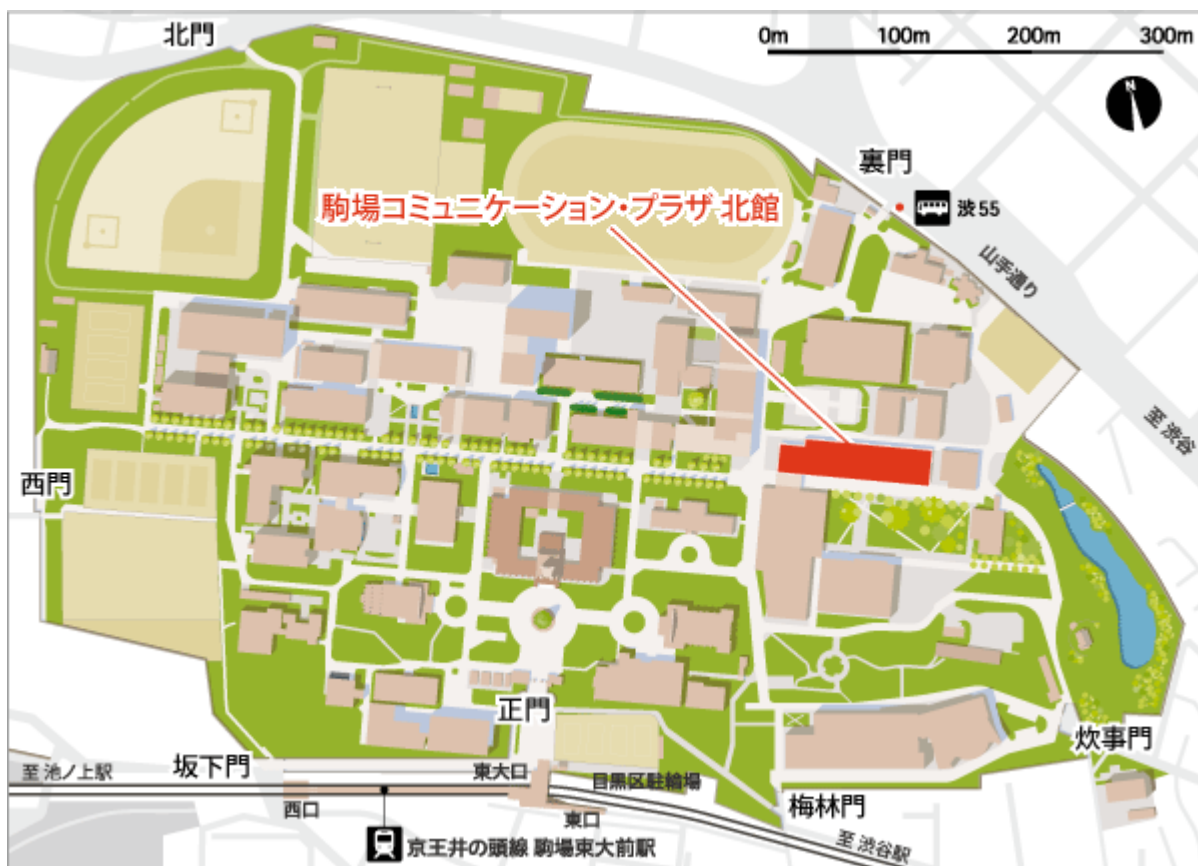 北門
0m 100m 200m 300m
N
裏門
駒場コミュニケーション・プラザ 北館
渋55
山手通り
至 渋谷
西門
正門
坂下門
炊事門
至 池ノ上駅
東大口
目黒区駐輪場
梅林門
西口
東口
至 渋谷駅
京王井の頭線 駒場東大前駅